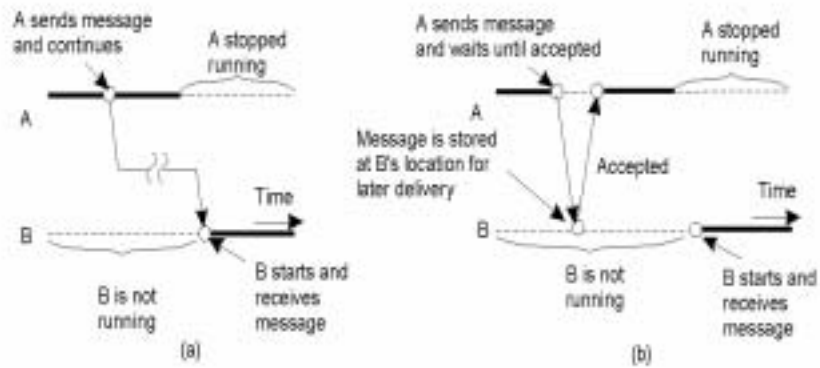 A sends message
and continues
A stopped
running
A
Time
B
B is not
running
B starts and
receives
message
(a)
A sends message
and waits until accepted
A stopped
running
A
Message is stored
at B's location for
later delivery
Accepted
Time
B
B is not
running
B starts and
receives
message
(b)